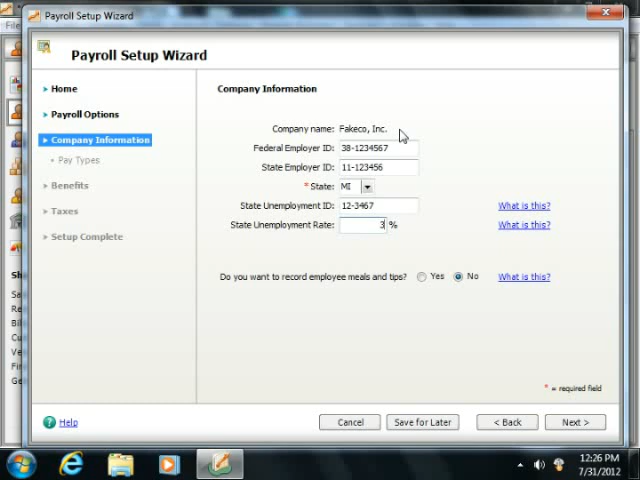 Payroll Setup Wizard
File
Payroll Setup Wizard
Home
Payroll Options
Company Information
Pay Types
Benefits
Taxes
Setup Complete
Company Information
Company name: Fakeco, Inc.
Federal Employer ID: 38-1234567
State Employer ID: 11-123456
* State: MI
State Unemployment ID: 12-3467 What is this?
State Unemployment Rate: 3 % What is this?
Do you want to record employee meals and tips? Yes No What is this?
* = required field
Help
Cancel
Save for Later
< Back
Next >
12:26 PM
7/31/2012